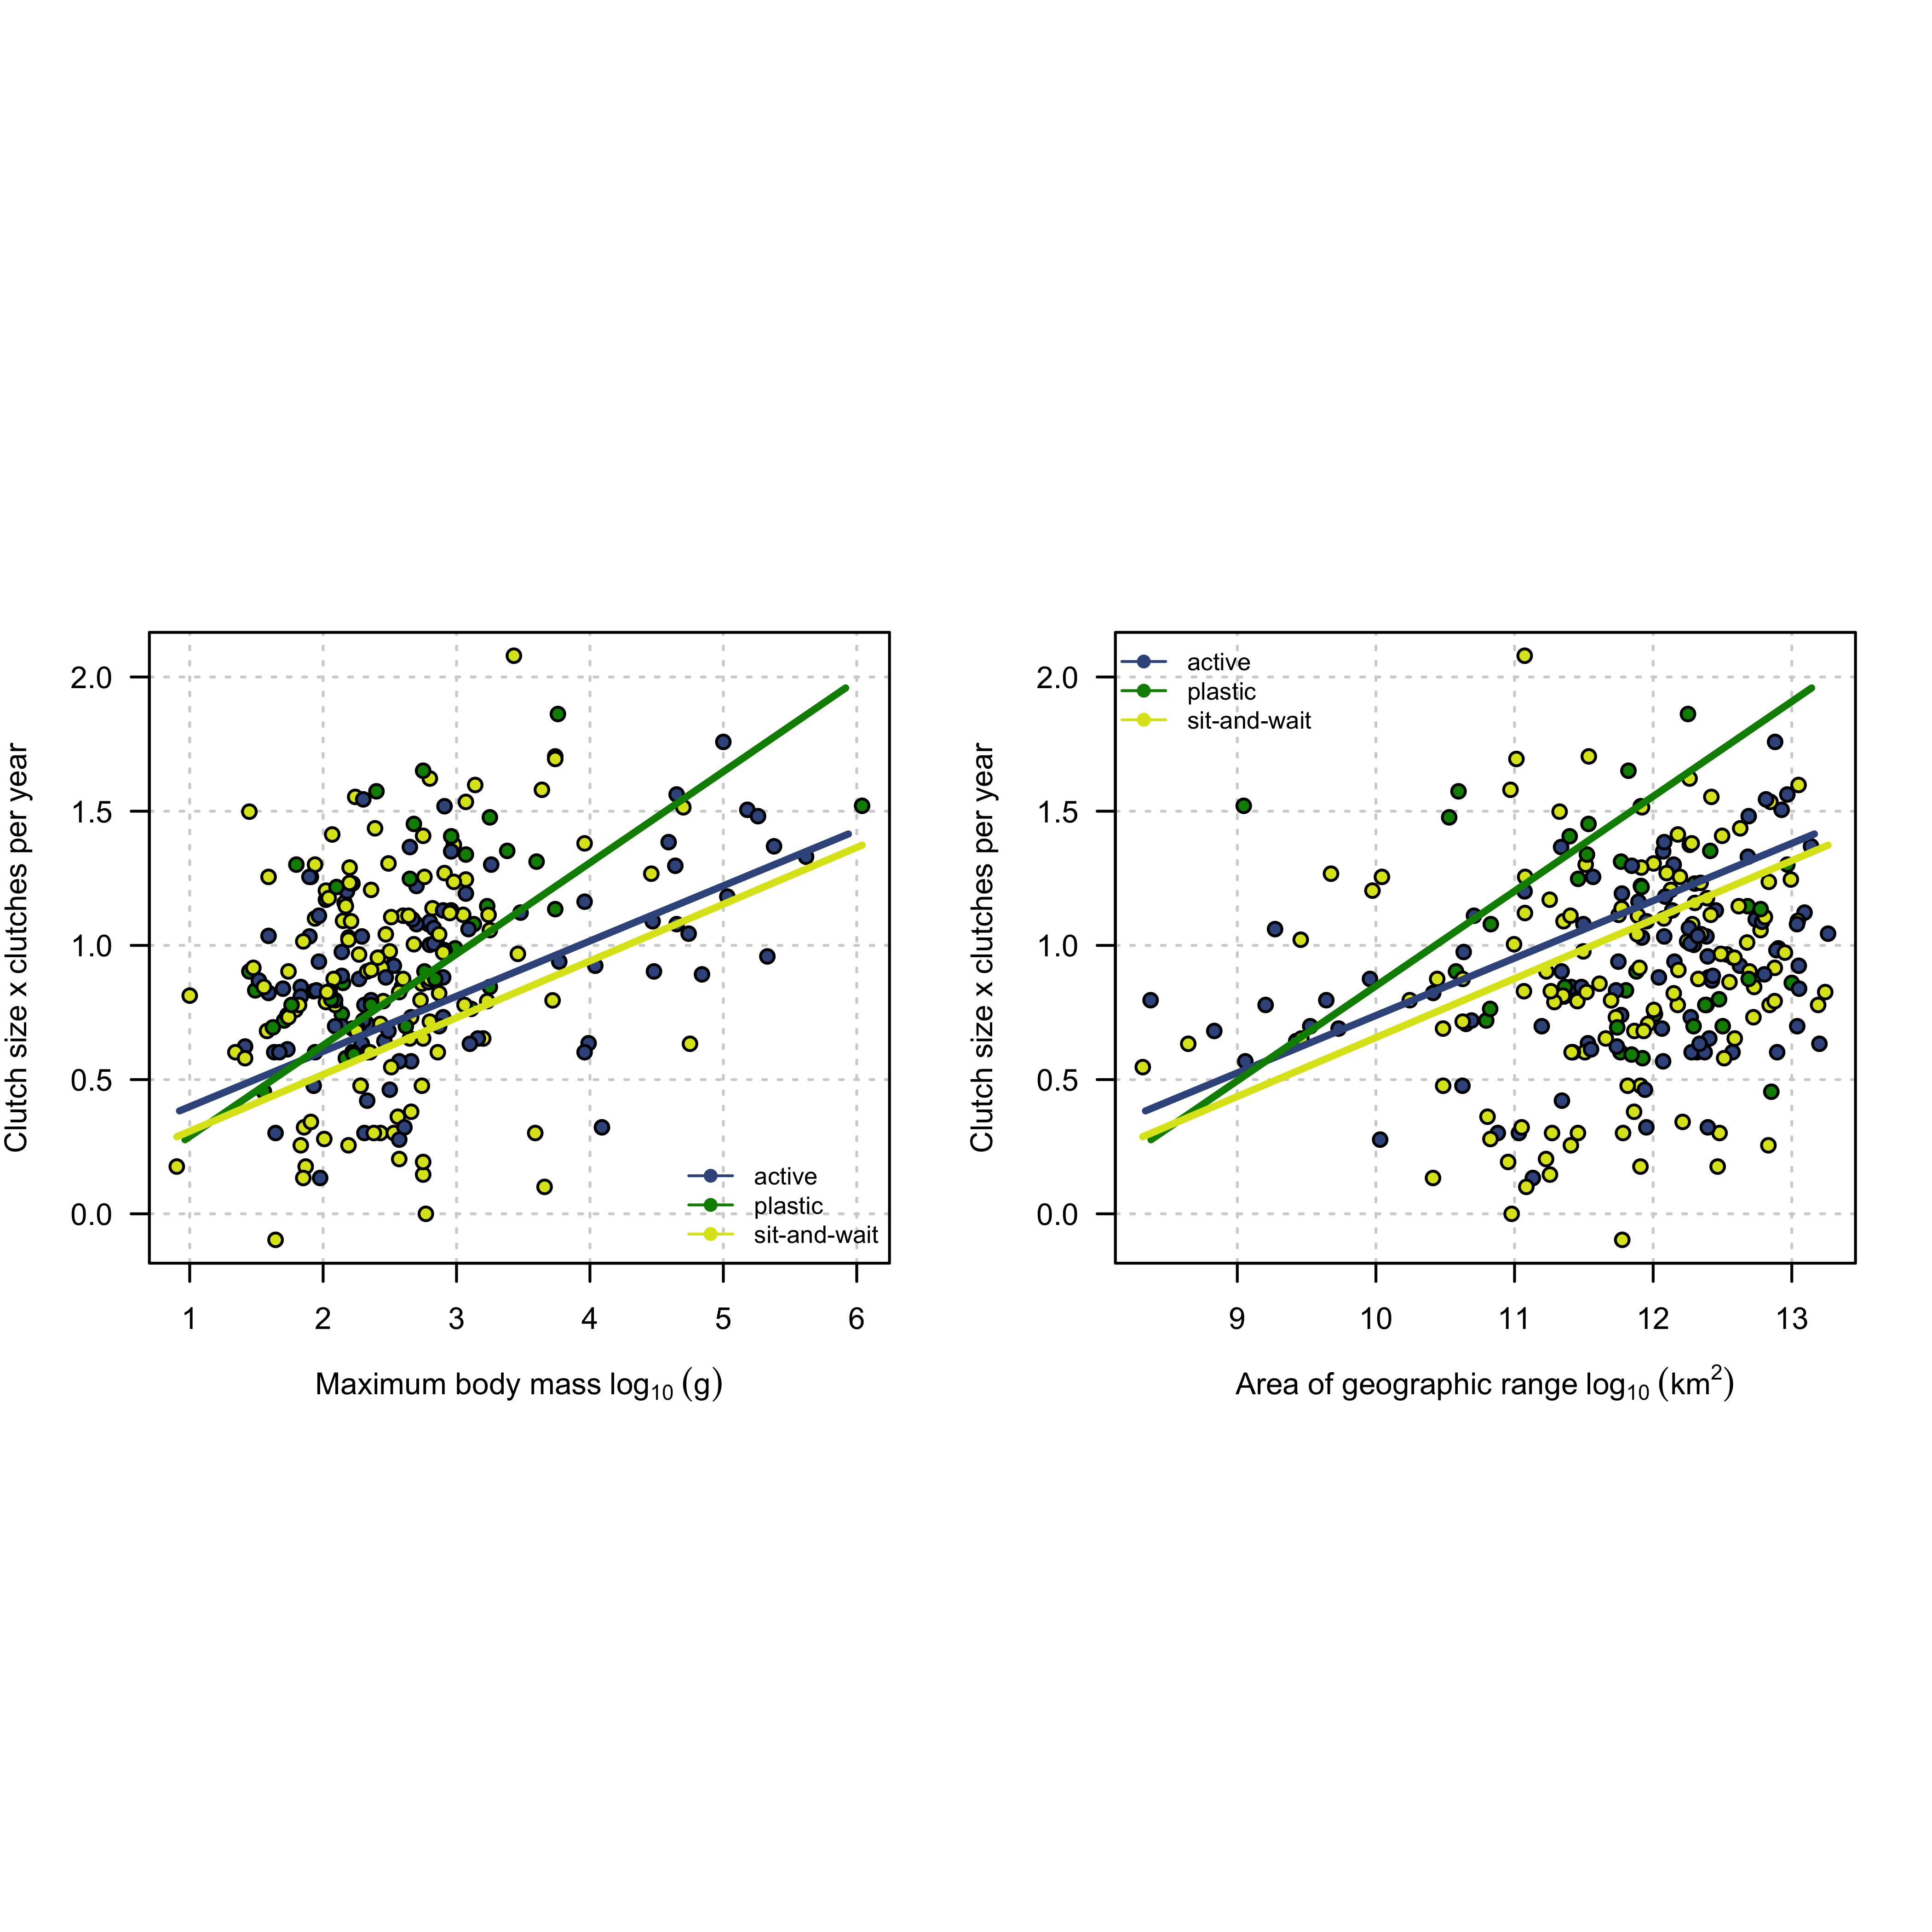 Clutch size x clutches per year
2.0
1.5
1.0
0.5
0.0
active
plastic
sit-and-wait
1 2 3 4 5 6
Maximum body mass log₁₀ (g)
Clutch size x clutches per year
2.0
1.5
1.0
0.5
0.0
active
plastic
sit-and-wait
9 10 11 12 13
Area of geographic range log₁₀ (km²)